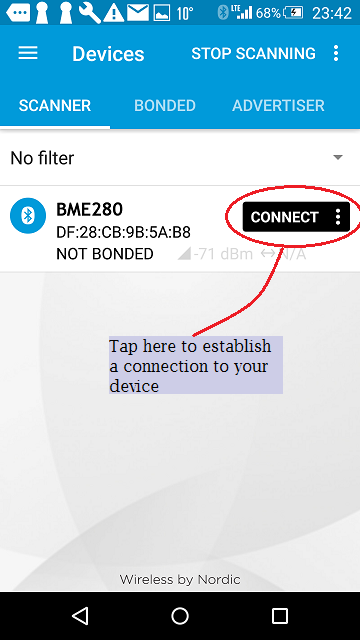 10° LTE 68% 23:42
Devices STOP SCANNING
SCANNER BONDED ADVERTISER
No filter
BME280 CONNECT
DF:28:CB:9B:5A:B8
NOT BONDED -71 dBm N/A
Tap here to establish
a connection to your
device
Wireless by Nordic